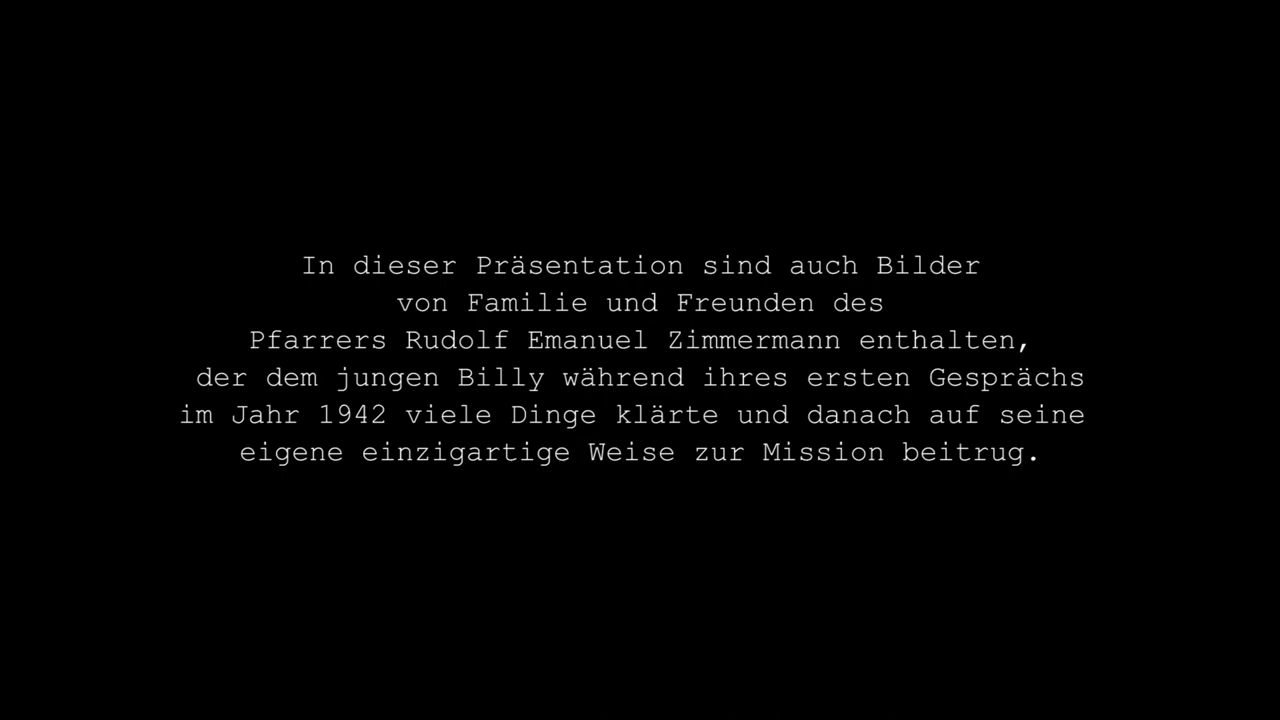 In dieser Präsentation sind auch Bilder
von Familie und Freunden des
Pfarrers Rudolf Emanuel Zimmermann enthalten,
der dem jungen Billy während ihres ersten Gesprächs
im Jahr 1942 viele Dinge klärte und danach auf seine
eigene einzigartige Weise zur Mission beitrug.